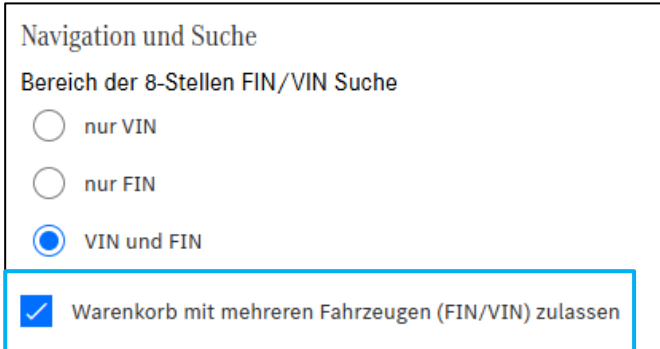 Navigation und Suche
Bereich der 8-Stellen FIN/VIN Suche
nur VIN
nur FIN
VIN und FIN
Warenkorb mit mehreren Fahrzeugen (FIN/VIN) zulassen